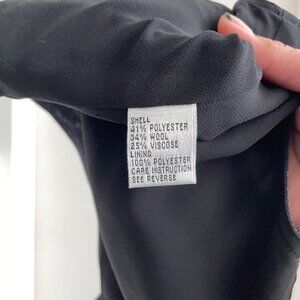 SHELL
41% POLYESTER
34% WOOL
25% VISCOSE
LINING
100% POLYESTER
CARE INSTRUCTION
SEE REVERSE